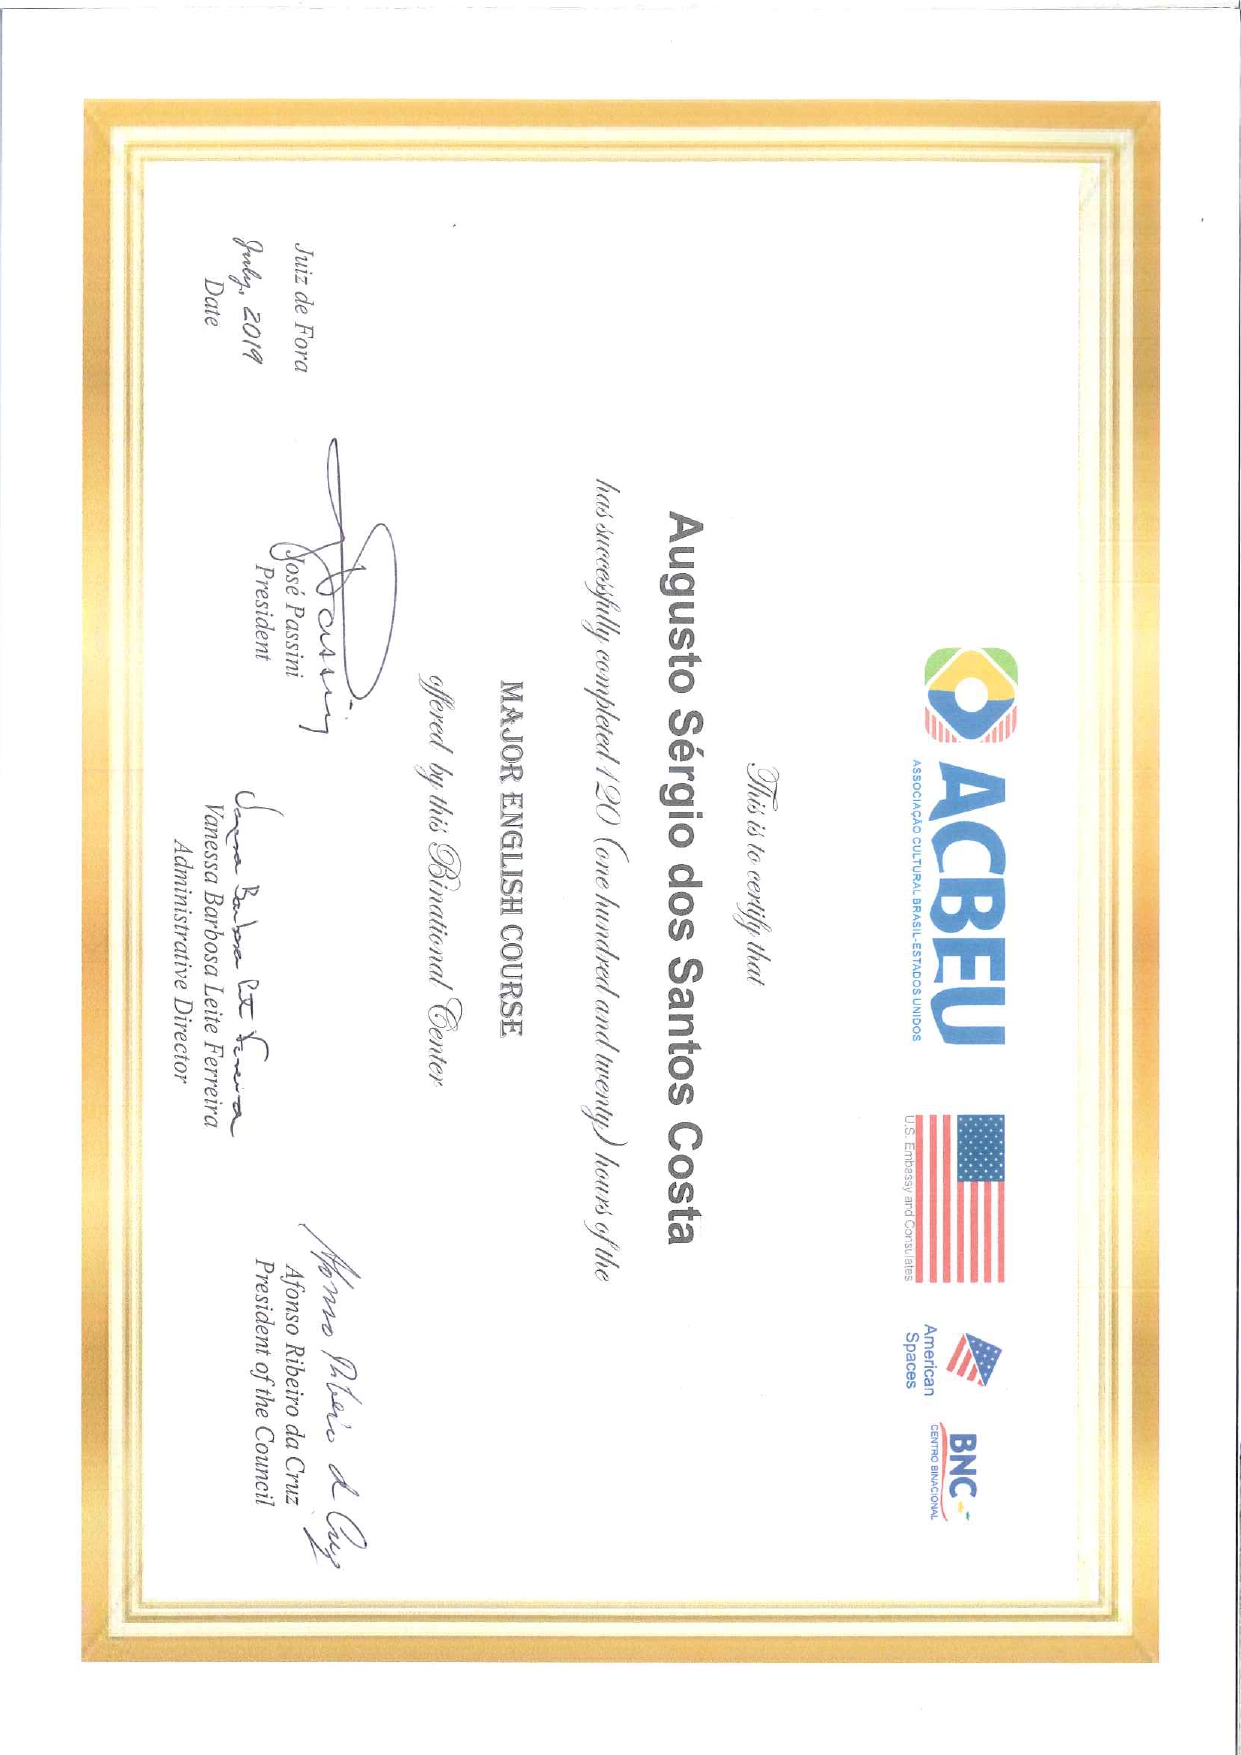 ACBEU
ASSOCIAÇÃO CULTURAL BRASIL-ESTADOS UNIDOS
U.S. Embassy and Consulates
American
Spaces
BNC
CENTRO BINACIONAL
This is to certify that
Augusto Sérgio dos Santos Costa
has successfully completed 120 (one hundred and twenty) hours of the
MAJOR ENGLISH COURSE
offered by this Binational Center
Juiz de Fora
July, 2019
Date
Passini
José Passini
President
Vanessa Barbosa Leite Ferreira
Vanessa Barbosa Leite Ferreira
Administrative Director
Afonso Ribeiro da Cruz
Afonso Ribeiro da Cruz
President of the Council